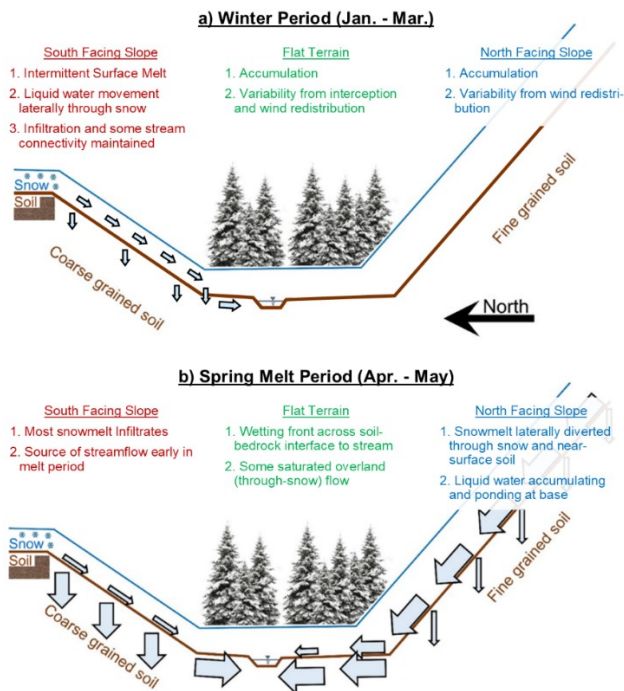 a) Winter Period (Jan. - Mar.)
South Facing Slope
1. Intermittent Surface Melt
2. Liquid water movement
laterally through snow
3. Infiltration and some stream
connectivity maintained
Flat Terrain
1. Accumulation
2. Variability from interception
and wind redistribution
North Facing Slope
1. Accumulation
2. Variability from wind redistri-
bution
Snow
Soil
Coarse grained soil
Fine grained soil
North
b) Spring Melt Period (Apr. - May)
South Facing Slope
1. Most snowmelt Infiltrates
2. Source of streamflow early in
melt period
Flat Terrain
1. Wetting front across soil-
bedrock interface to stream
2. Some saturated overland
(through-snow) flow
North Facing Slope
1. Snowmelt laterally diverted
through snow and near-
surface soil
2. Liquid water accumulating
and ponding at base
Snow
Soil
Coarse grained soil
Fine grained soil